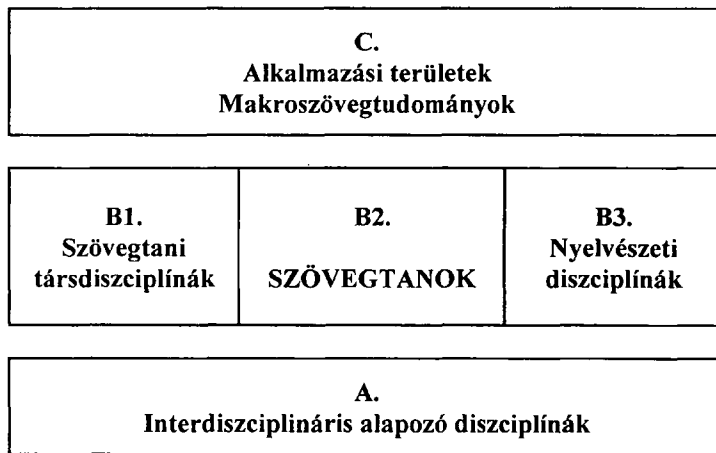 C.
Alkalmazási területek
Makroszövegtudományok
B1.
Szövegtani
társdiszciplínák
B2.
SZÖVEGTANOK
B3.
Nyelvészeti
diszciplínák
A.
Interdiszciplináris alapozó diszciplínák